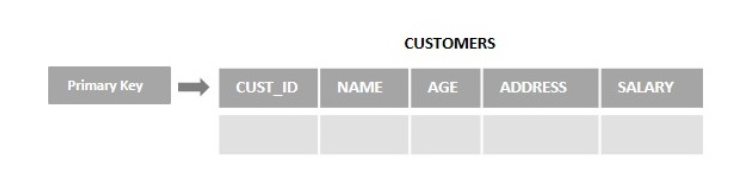 CUSTOMERS
Primary Key
CUST_ID NAME AGE ADDRESS SALARY